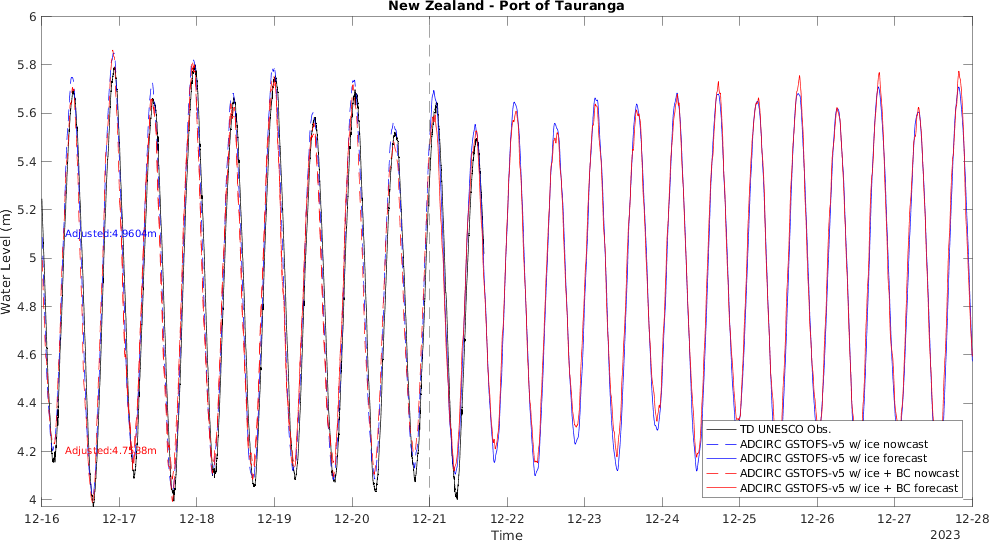 New Zealand - Port of Tauranga
6
5.8
5.6
5.4
5.2
5
4.8
4.6
4.4
4.2
4
Water Level (m)
Adjusted:4.9604m
Adjusted:4.7538m
TD UNESCO Obs.
ADCIRC GSTOFS-v5 w/ ice nowcast
ADCIRC GSTOFS-v5 w/ ice forecast
ADCIRC GSTOFS-v5 w/ ice + BC nowcast
ADCIRC GSTOFS-v5 w/ ice + BC forecast
12-16 12-17 12-18 12-19 12-20 12-21 12-22 12-23 12-24 12-25 12-26 12-27 12-28
Time
2023